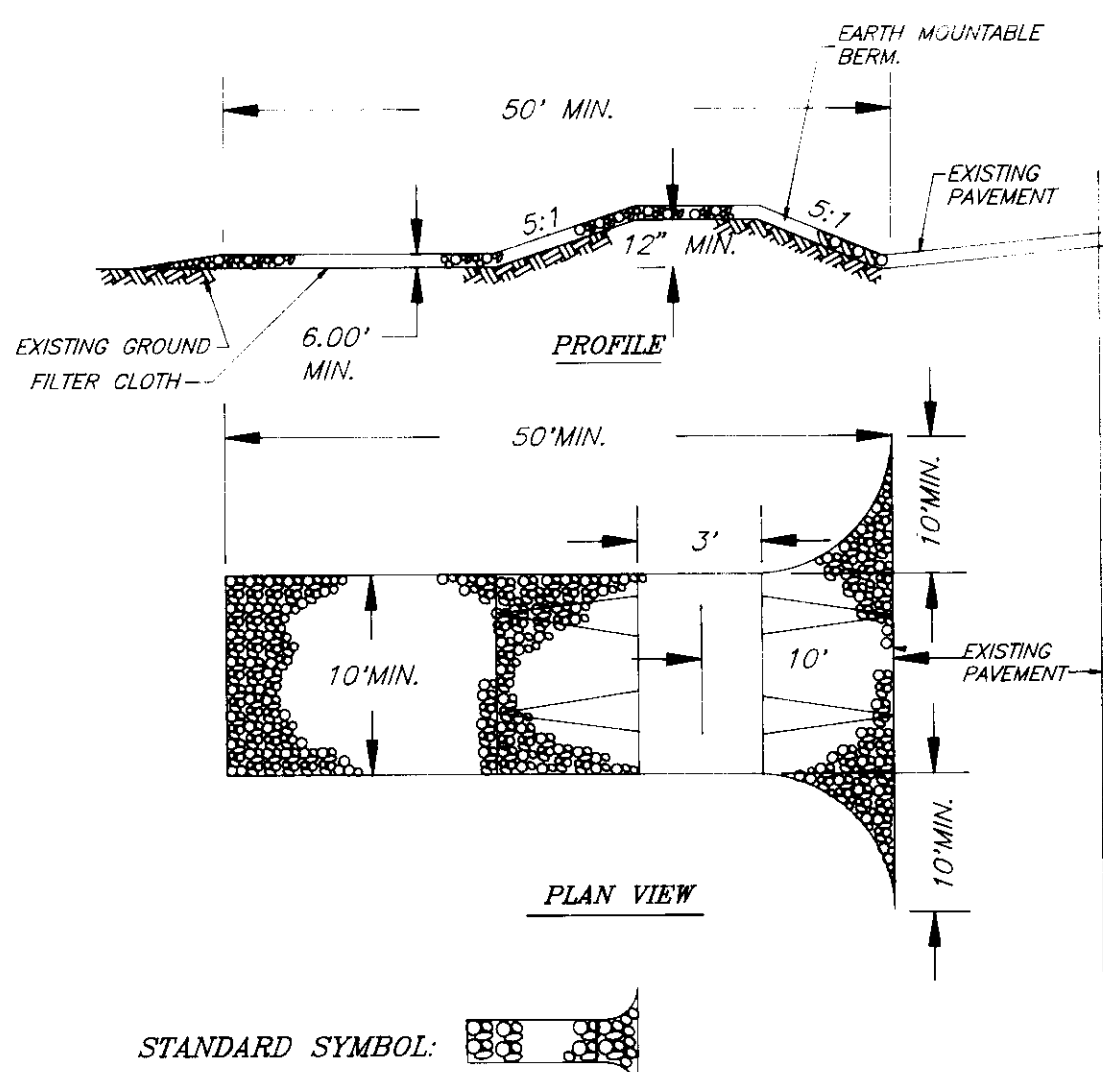 EARTH MOUNTABLE
BERM.
50' MIN.
EXISTING
PAVEMENT
5:1
5:1
12" MIN.
EXISTING GROUND
FILTER CLOTH
6.00'
MIN.
PROFILE
50'MIN.
10'MIN.
3'
10'MIN.
10'
EXISTING
PAVEMENT
10'MIN.
PLAN VIEW
STANDARD SYMBOL: